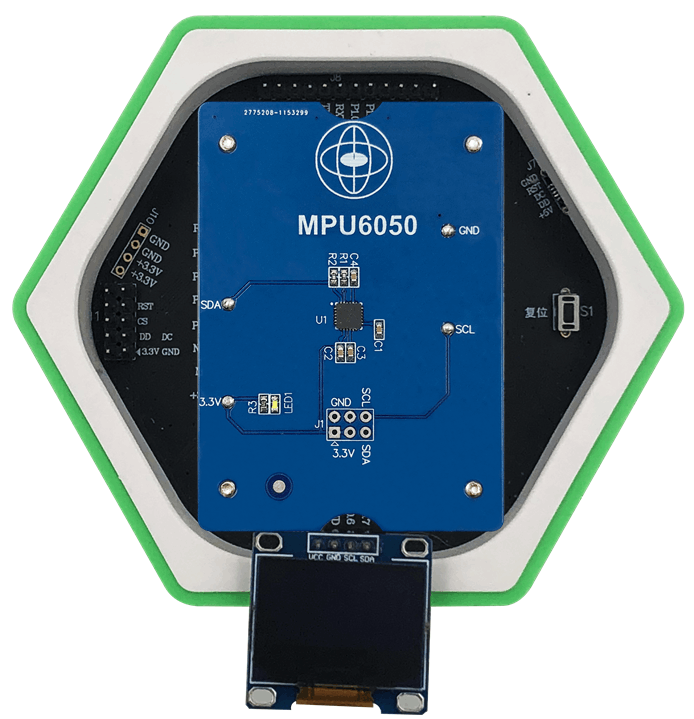 J8
2775208-1153299
MPU6050
J10
GND
GND
+3.3V
+3.3V
GND
R2
R1
C4
SDA
U1
SCL
C1
C2
C3
RST
CS
DD DC
3.3V GND
复位
S1
3.3V
R3
LED1
GND
SCL
J1
3.3V
SDA
VCC GND SCL SDA